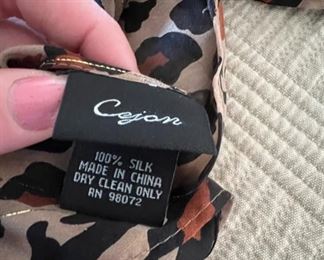 Cejon
100% SILK
MADE IN CHINA
DRY CLEAN ONLY
RN 98072